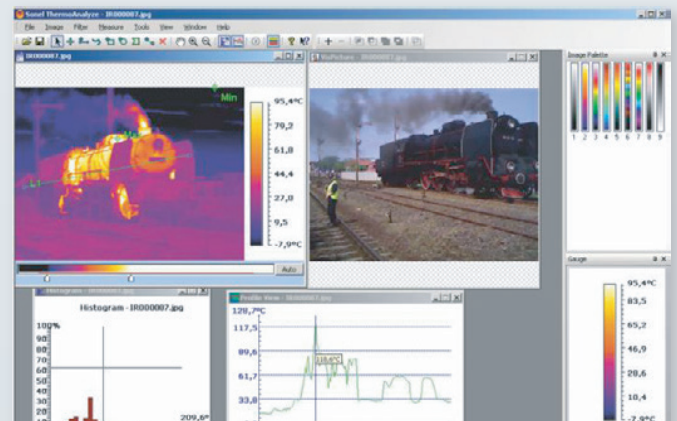 Sonel ThermoAnalyze - IR000007.jpg
File Image Filter Measure Tools View Window Help
IR000007.jpg
Min
95,4°C
79,2
61,8
44,4
27,0
9,5
-7,9°C
L1
Auto
VisPicture - IR000007.jpg
Image Palette
1 2 3 4 5 6 7 8 9
Histogram - IR000007.jpg
Histogram - IR000007.jpg
100%
90
80
70
60
50
40
30
20
10
209,6°
Profile View - IR000007.jpg
128,7°C
117,5
89,6
61,7
33,8
Gauge
95,4°C
83,5
65,2
46,9
28,6
10,4
-7,9°C